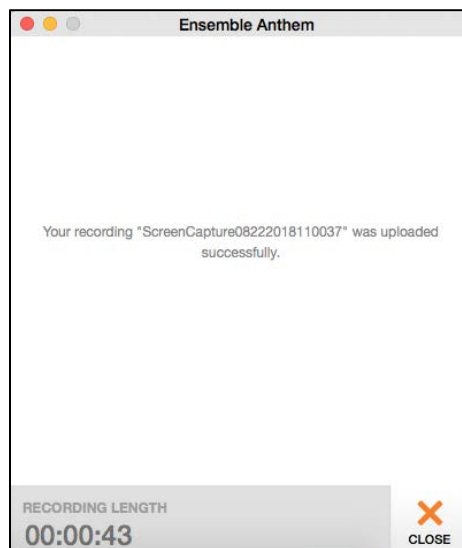 Ensemble Anthem
Your recording "ScreenCapture08222018110037" was uploaded
successfully.
RECORDING LENGTH
00:00:43
CLOSE